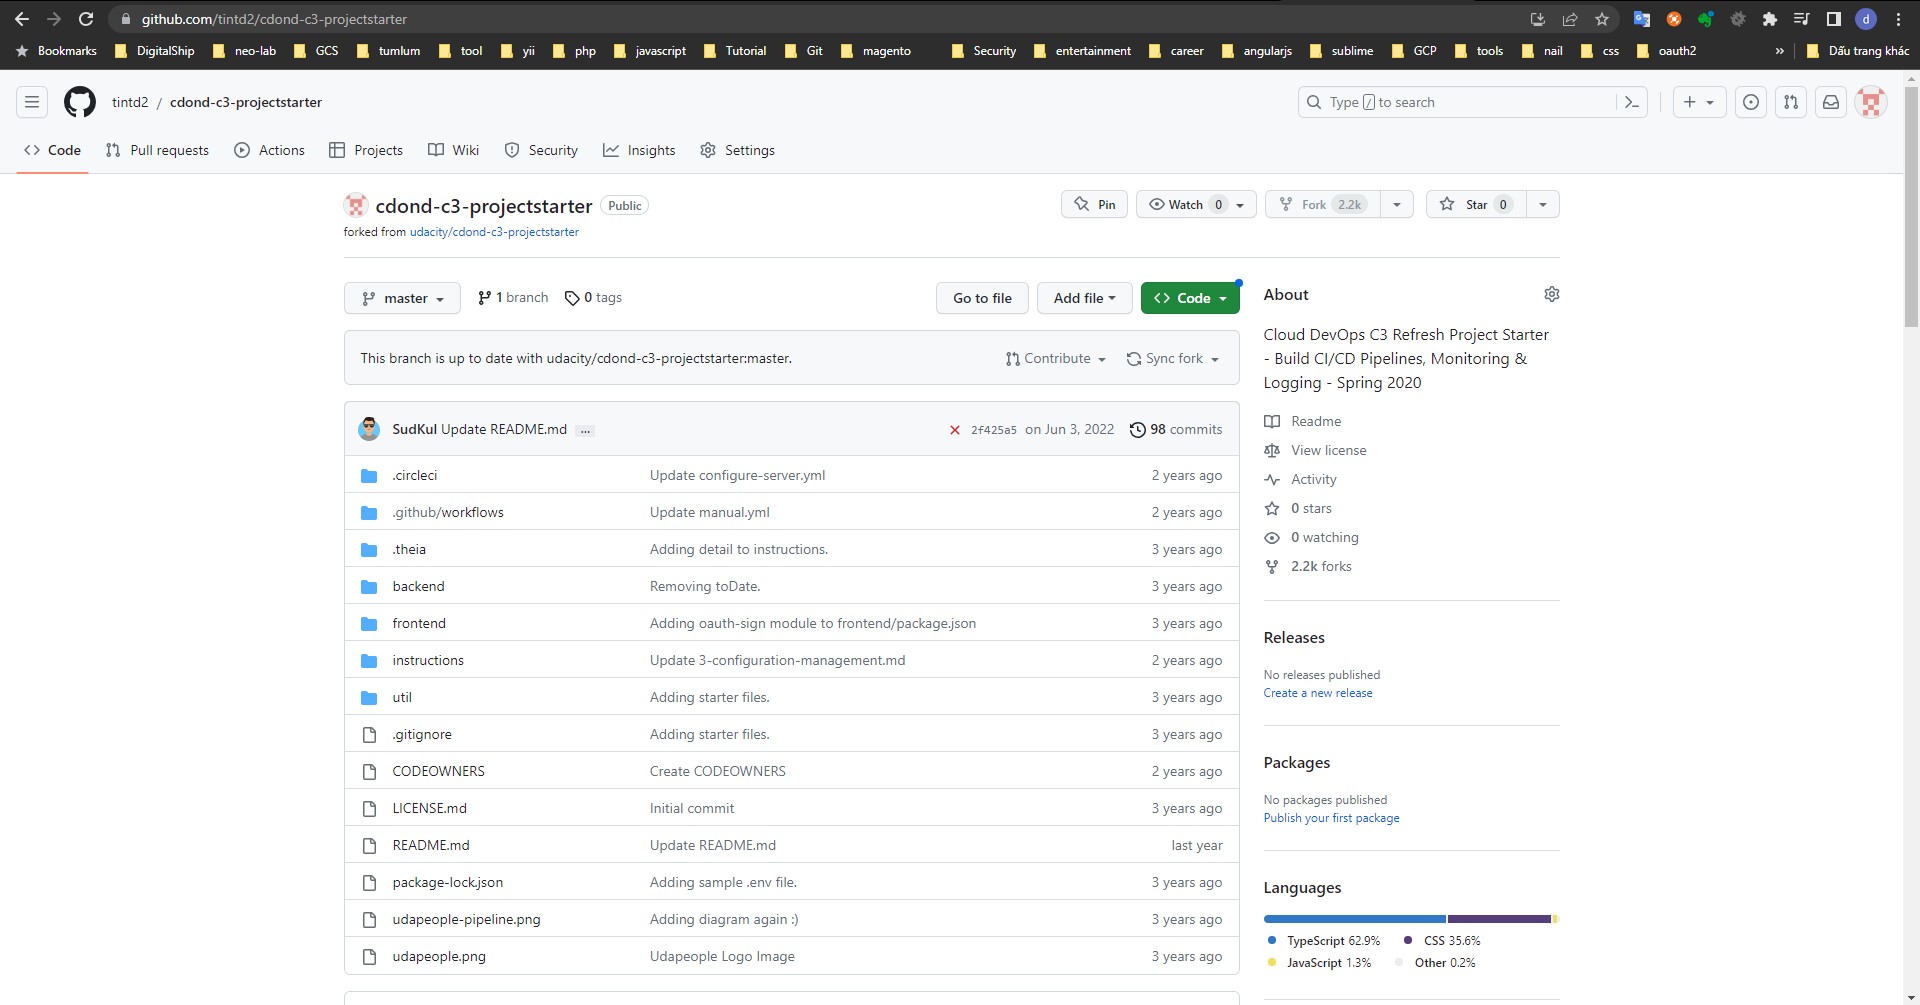 github.com/tintd2/cdond-c3-projectstarter
Bookmarks DigitalShip neo-lab GCS tumlum tool yii php javascript Tutorial Git magento Security entertainment career angularjs sublime GCP tools nail css oauth2 » Dấu trang khác
tintd2 / cdond-c3-projectstarter
Type / to search
Code Pull requests Actions Projects Wiki Security Insights Settings
cdond-c3-projectstarter Public
Pin Watch 0 Fork 2.2k Star 0
forked from udacity/cdond-c3-projectstarter
master 1 branch 0 tags
Go to file Add file Code
This branch is up to date with udacity/cdond-c3-projectstarter:master.
Contribute Sync fork
SudKul Update README.md ... 2f425a5 on Jun 3, 2022 98 commits
.circleci Update configure-server.yml 2 years ago
.github/workflows Update manual.yml 2 years ago
.theia Adding detail to instructions. 3 years ago
backend Removing toDate. 3 years ago
frontend Adding oauth-sign module to frontend/package.json 3 years ago
instructions Update 3-configuration-management.md 2 years ago
util Adding starter files. 3 years ago
.gitignore Adding starter files. 3 years ago
CODEOWNERS Create CODEOWNERS 2 years ago
LICENSE.md Initial commit 3 years ago
README.md Update README.md last year
package-lock.json Adding sample .env file. 3 years ago
udapeople-pipeline.png Adding diagram again :) 3 years ago
udapeople.png Udapeople Logo Image 3 years ago
About
Cloud DevOps C3 Refresh Project Starter
- Build CI/CD Pipelines, Monitoring &
Logging - Spring 2020
Readme
View license
Activity
0 stars
0 watching
2.2k forks
Releases
No releases published
Create a new release
Packages
No packages published
Publish your first package
Languages
TypeScript 62.9% CSS 35.6%
JavaScript 1.3% Other 0.2%
d